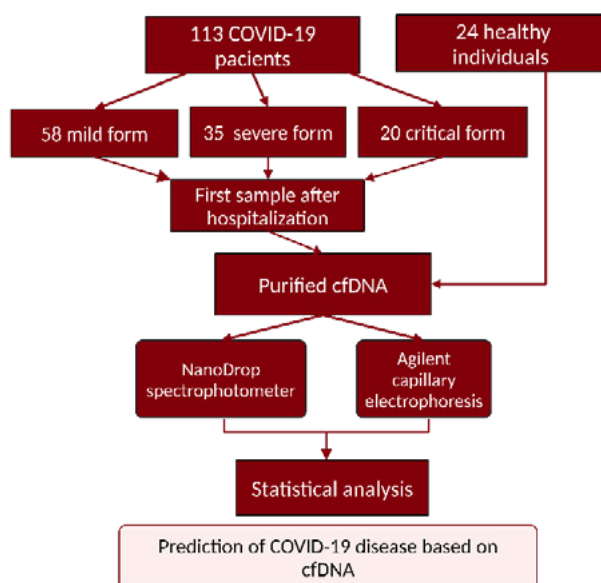 113 COVID-19
pacients
24 healthy
individuals
58 mild form
35 severe form
20 critical form
First sample after
hospitalization
Purified cfDNA
NanoDrop
spectrophotometer
Agilent
capillary
electrophoresis
Statistical analysis
Prediction of COVID-19 disease based on
cfDNA